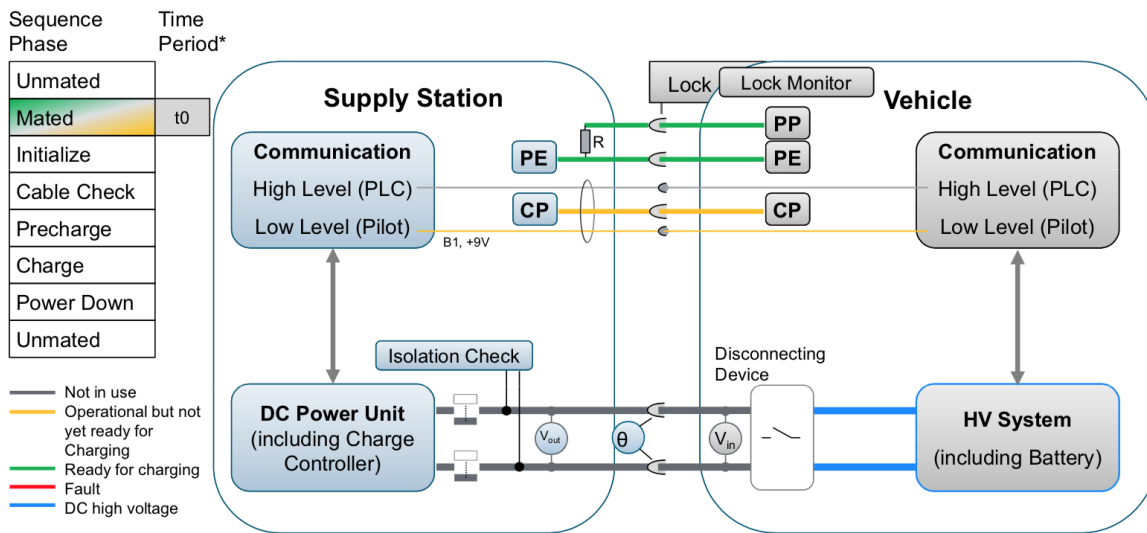 Sequence
Phase
Time
Period*
Unmated
Mated
t0
Initialize
Cable Check
Precharge
Charge
Power Down
Unmated
Not in use
Operational but not
yet ready for
Charging
Ready for charging
Fault
DC high voltage
Supply Station
Communication
High Level (PLC)
Low Level (Pilot)
B1, +9V
PE
CP
R
Isolation Check
DC Power Unit
(including Charge
Controller)
Vout
θ
Lock
Lock Monitor
Vehicle
PP
PE
CP
Communication
High Level (PLC)
Low Level (Pilot)
Disconnecting
Device
Vin
HV System
(including Battery)